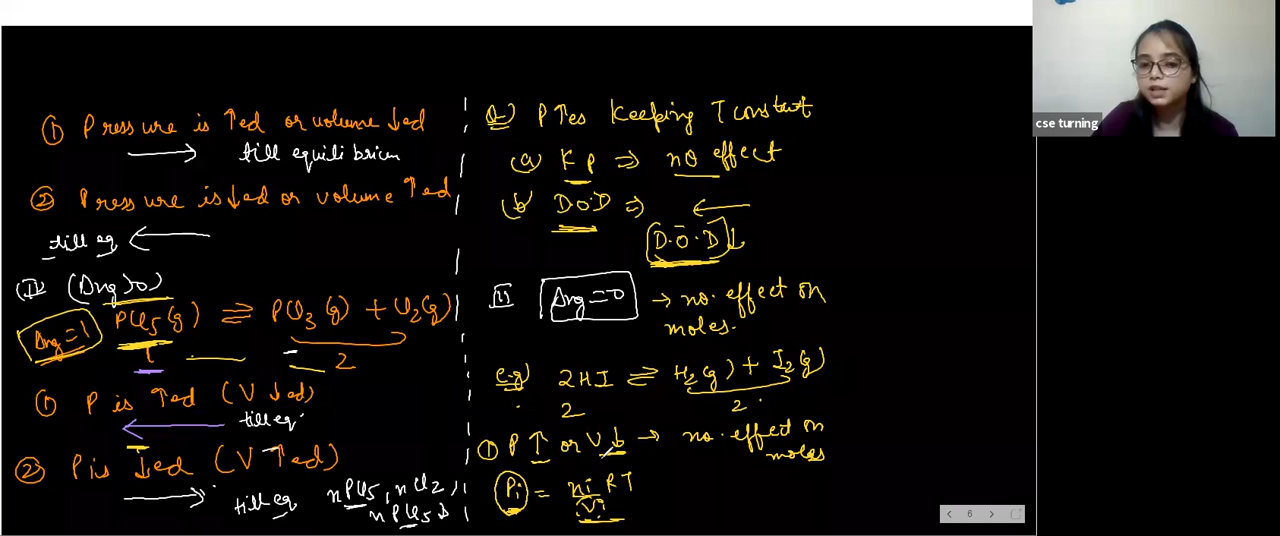 ① Pressure is ↑ed or volume ↓ed
→ till equilibrium
② Pressure is ↓ed or volume ↑ed
till eq ←
II (Δng>0)
Δng=1 PCl5(g) ⇌ PCl3(g) + Cl2(g)
1 2
① P is ↑ed (V ↓ed)
← till eq.
② P is ↓ed (V ↑ed)
→ till eq nPCl5, nCl2 ↑
nPCl5 ↓
Q) P ↑es Keeping T constant
(a) Kp ⇒ no effect
(b) D.O.D ⇒ ←
[D.O.D]↓
III Δng=0 → no. effect on
moles.
e.g) 2HI ⇌ H2(g) + I2(g)
2 2
① P ↑ or V ↓ → no. effect on
moles
Pi = ni RT
Vi
cse turning
6